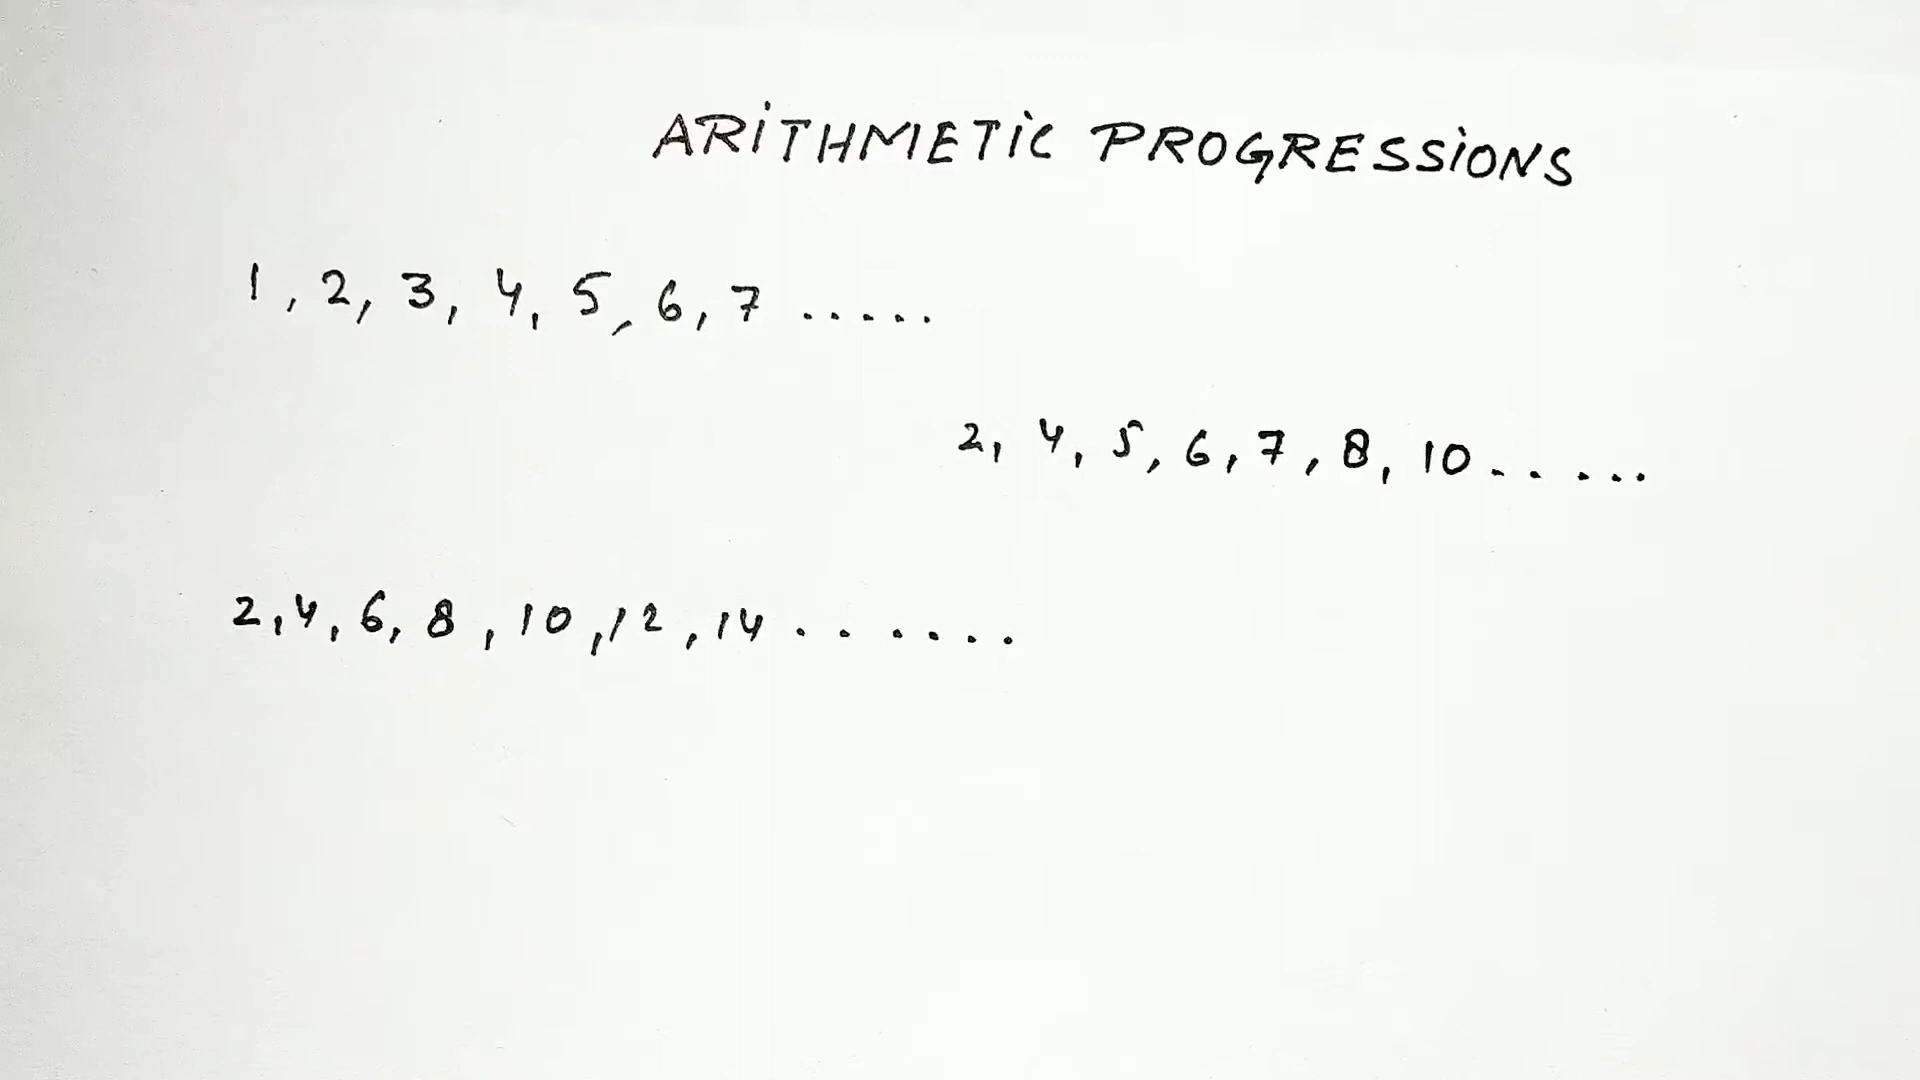 ARITHMETIC PROGRESSIONS
1, 2, 3, 4, 5, 6, 7 .....
2, 4, 5, 6, 7, 8, 10 .....
2, 4, 6, 8, 10, 12, 14 ......